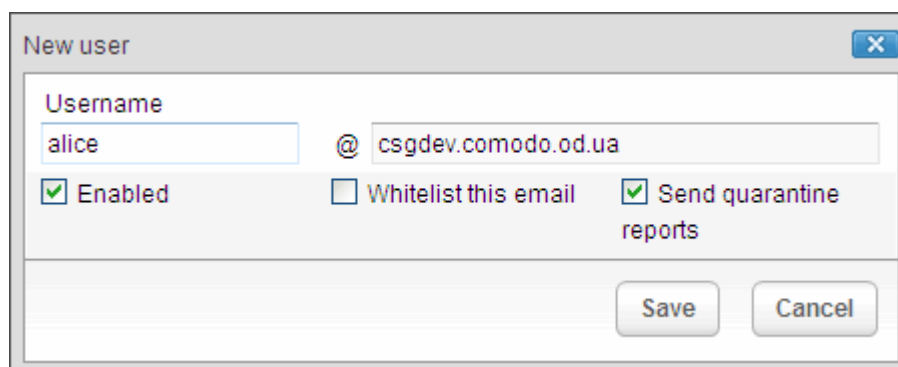 New user
Username
alice @ csgdev.comodo.od.ua
Enabled Whitelist this email Send quarantine
reports
Save Cancel